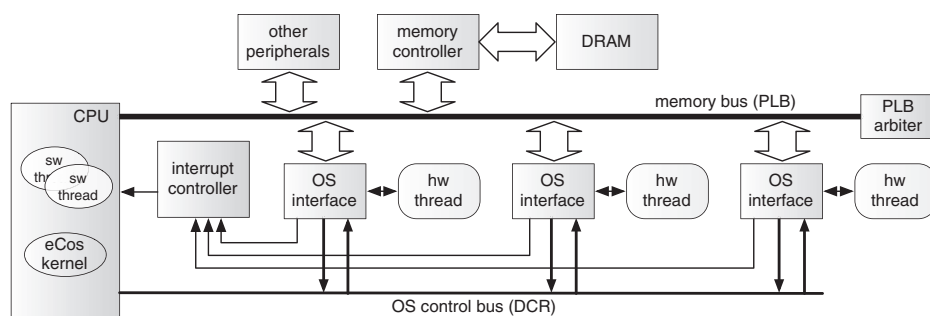 other
peripherals
memory
controller
DRAM
memory bus (PLB)
PLB
arbiter
CPU
sw
thread
sw
thread
eCos
kernel
interrupt
controller
OS
interface
hw
thread
OS
interface
hw
thread
OS
interface
hw
thread
OS control bus (DCR)